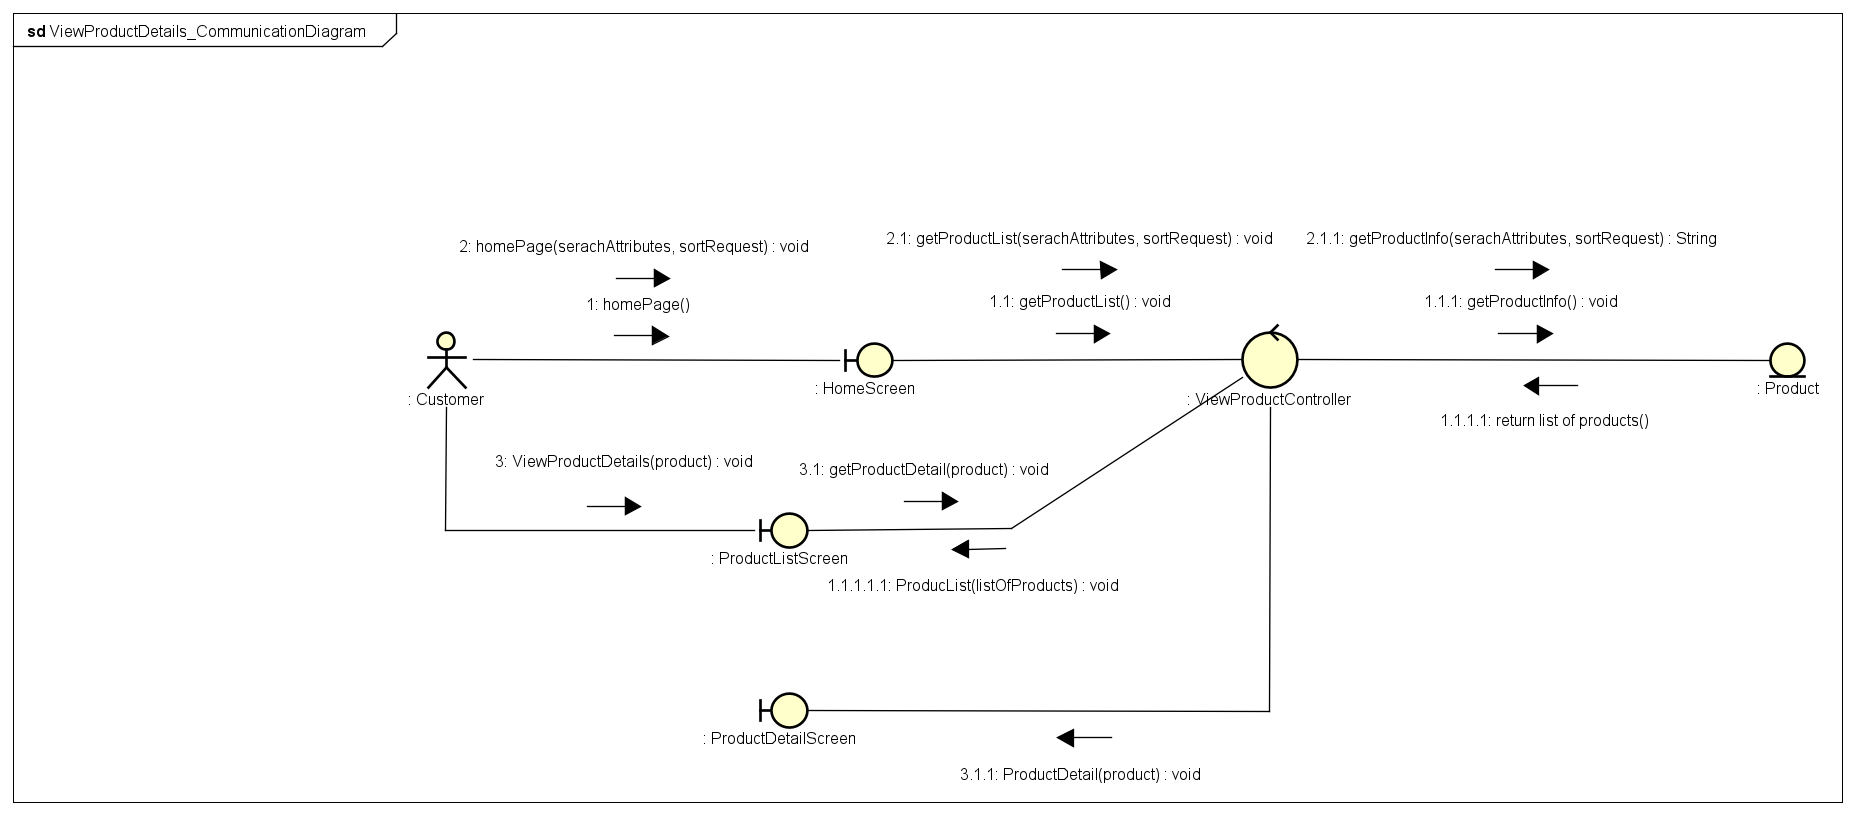 sd ViewProductDetails_CommunicationDiagram
2: homePage(serachAttributes, sortRequest) : void
2.1: getProductList(serachAttributes, sortRequest) : void
2.1.1: getProductInfo(serachAttributes, sortRequest) : String
1: homePage()
1.1: getProductList() : void
1.1.1: getProductInfo() : void
: Customer
: HomeScreen
: ViewProductController
: Product
1.1.1.1: return list of products()
3: ViewProductDetails(product) : void
3.1: getProductDetail(product) : void
: ProductListScreen
1.1.1.1.1: ProducList(listOfProducts) : void
: ProductDetailScreen
3.1.1: ProductDetail(product) : void